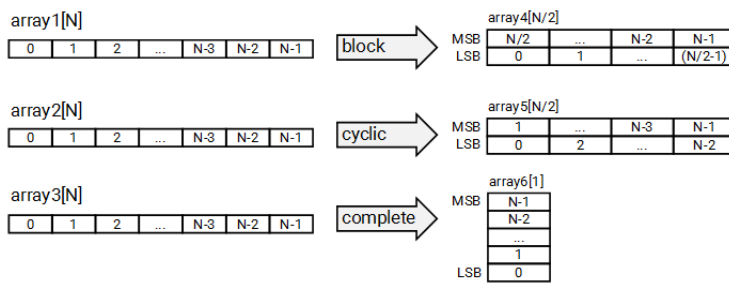 array1[N]
0 1 2 ... N-3 N-2 N-1
block
array4[N/2]
MSB N/2 ... N-2 N-1
LSB 0 1 ... (N/2-1)
array2[N]
0 1 2 ... N-3 N-2 N-1
cyclic
array5[N/2]
MSB 1 ... N-3 N-1
LSB 0 2 ... N-2
array3[N]
0 1 2 ... N-3 N-2 N-1
complete
array6[1]
MSB N-1
N-2
...
1
LSB 0